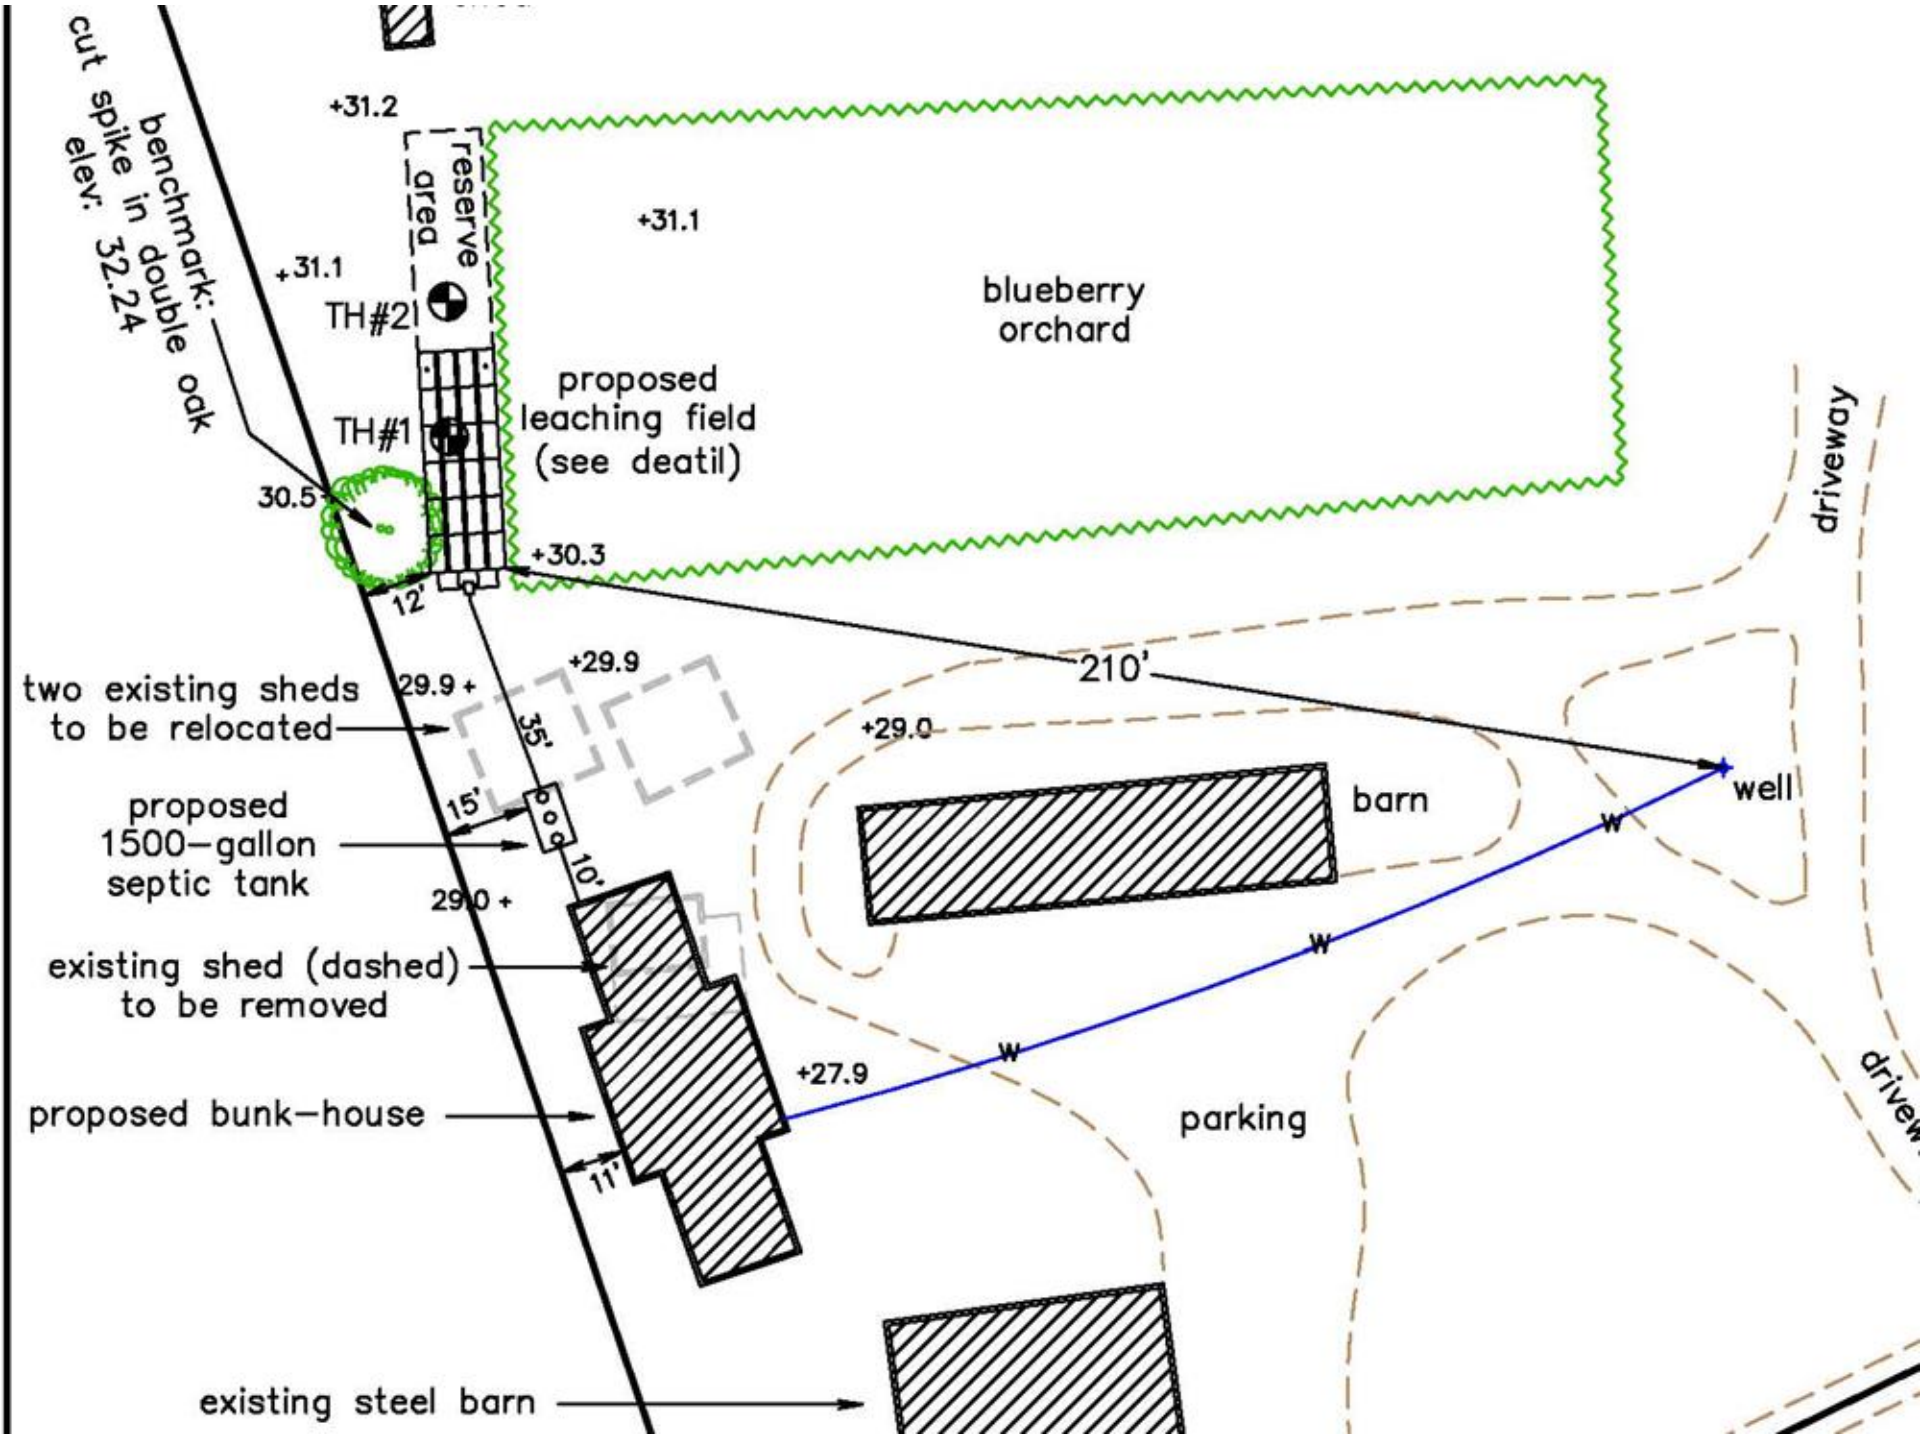 +31.2
benchmark:
cut spike in double oak
elev: 32.24
reserve
area
+31.1
+31.1
TH#2
blueberry
orchard
proposed
leaching field
(see deatil)
TH#1
30.5+
+30.3
12'
driveway
+29.9
29.9 +
210'
two existing sheds
to be relocated
35'
+29.0
well
barn
15'
proposed
1500-gallon
septic tank
W
10'
29.0 +
W
existing shed (dashed)
to be removed
W
+27.9
proposed bunk-house
parking
11'
existing steel barn